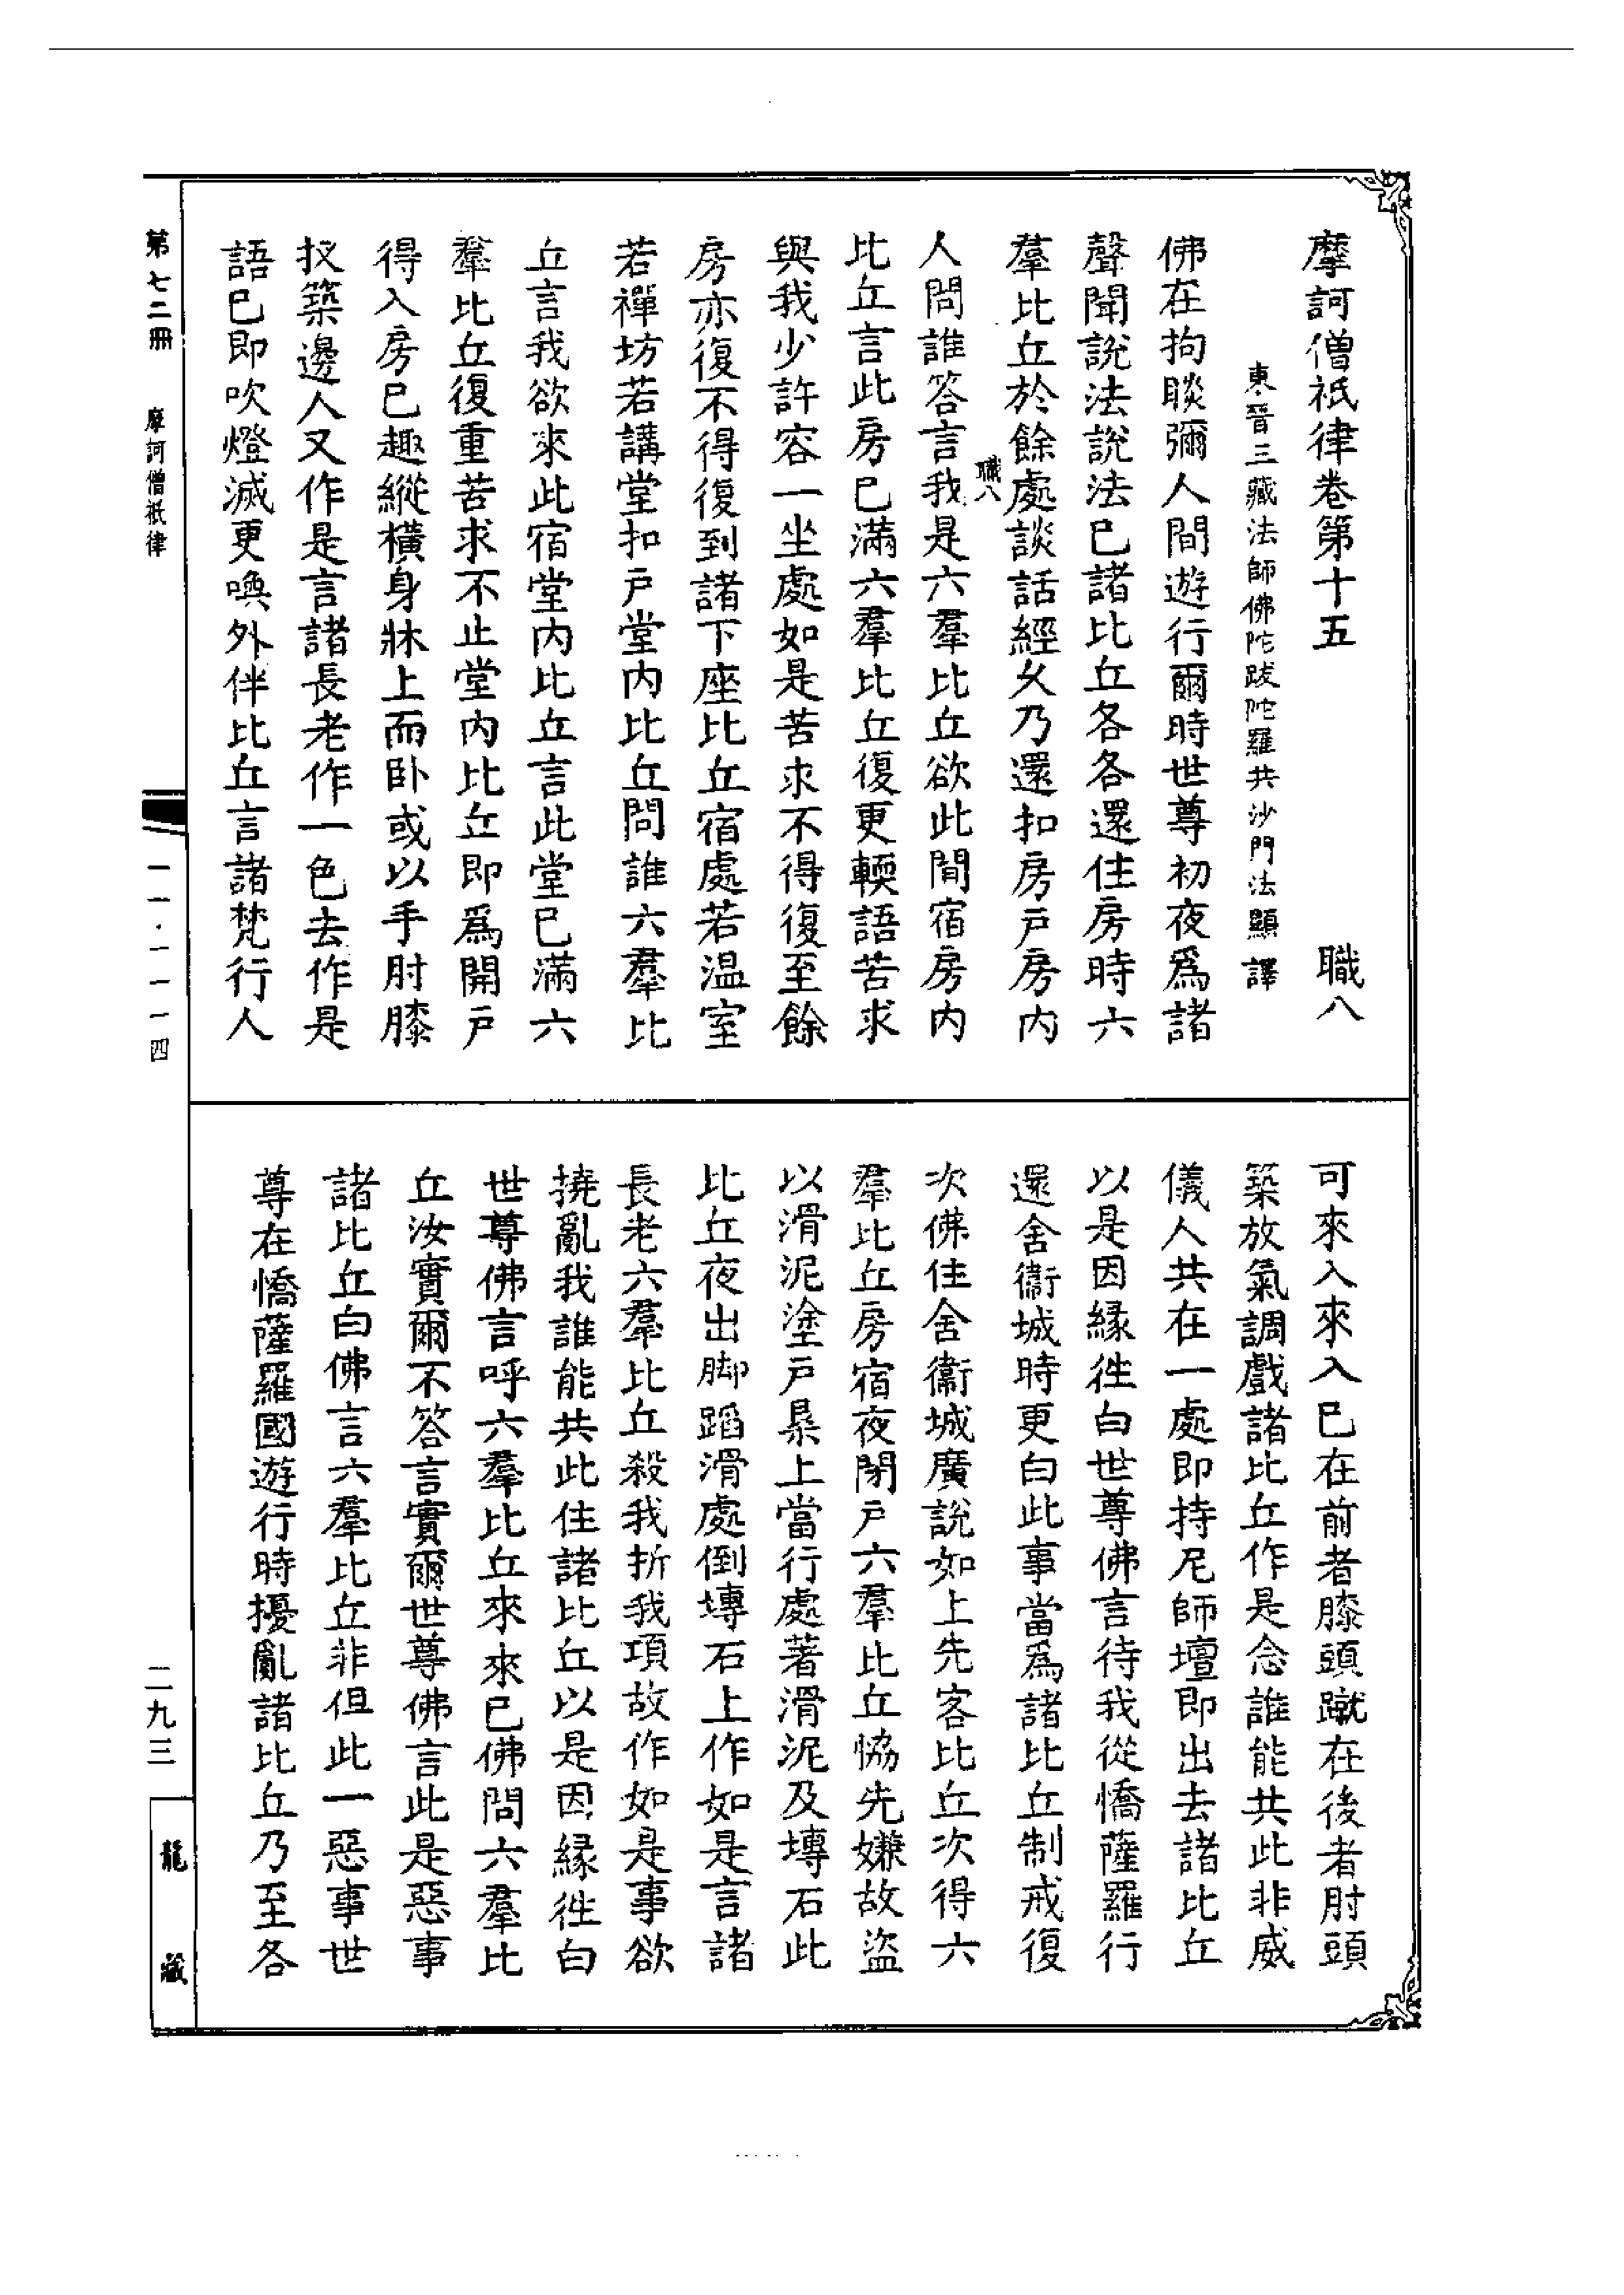 摩訶僧祇律卷第十五 職八
東晉三藏法師佛陀跋陀羅共沙門法顯譯
佛在拘睒彌人間遊行爾時世尊初夜爲諸
聲聞說法說法已諸比丘各各還住房時六
羣比丘於餘處談話經久乃還扣房戶房內
職八
人問誰答言我是六羣比丘欲此間宿房內
比丘言此房已滿六羣比丘復更輭語苦求
與我少許容一坐處如是苦求不得復至餘
房亦復不得復到諸下座比丘宿處若温室
若禪坊若講堂扣戶堂內比丘問誰六羣比
丘言我欲來此宿堂內比丘言此堂已滿六
羣比丘復重苦求不止堂內比丘即爲開戶
得入房已趣縱橫身牀上而卧或以手肘膝
扠築邊人又作是言諸長老作一色去作是
語已即吹燈滅更喚外伴比丘言諸梵行人
可來入來入已在前者膝頭蹴在後者肘頭
築放氣調戲諸比丘作是念誰能共此非威
儀人共在一處即持尼師壇即出去諸比丘
以是因縁徃白世尊佛言待我從憍薩羅行
還舍衞城時更白此事當爲諸比丘制戒復
次佛住舍衞城廣說如上先客比丘次得六
羣比丘房宿夜閉戶六羣比丘恊先嫌故盜
以滑泥塗戶㮇上當行處著滑泥及塼石此
比丘夜出脚蹈滑處倒塼石上作如是言諸
長老六羣比丘殺我折我項故作如是事欲
撓亂我誰能共此住諸比丘以是因縁徃白
世尊佛言呼六羣比丘來來已佛問六羣比
丘汝實爾不答言實爾世尊佛言此是惡事
諸比丘白佛言六羣比丘非但此一惡事世
尊在憍薩羅國遊行時擾亂諸比丘乃至各
第七二冊 摩訶僧祇律
一一·一一一四
二九三
龍藏